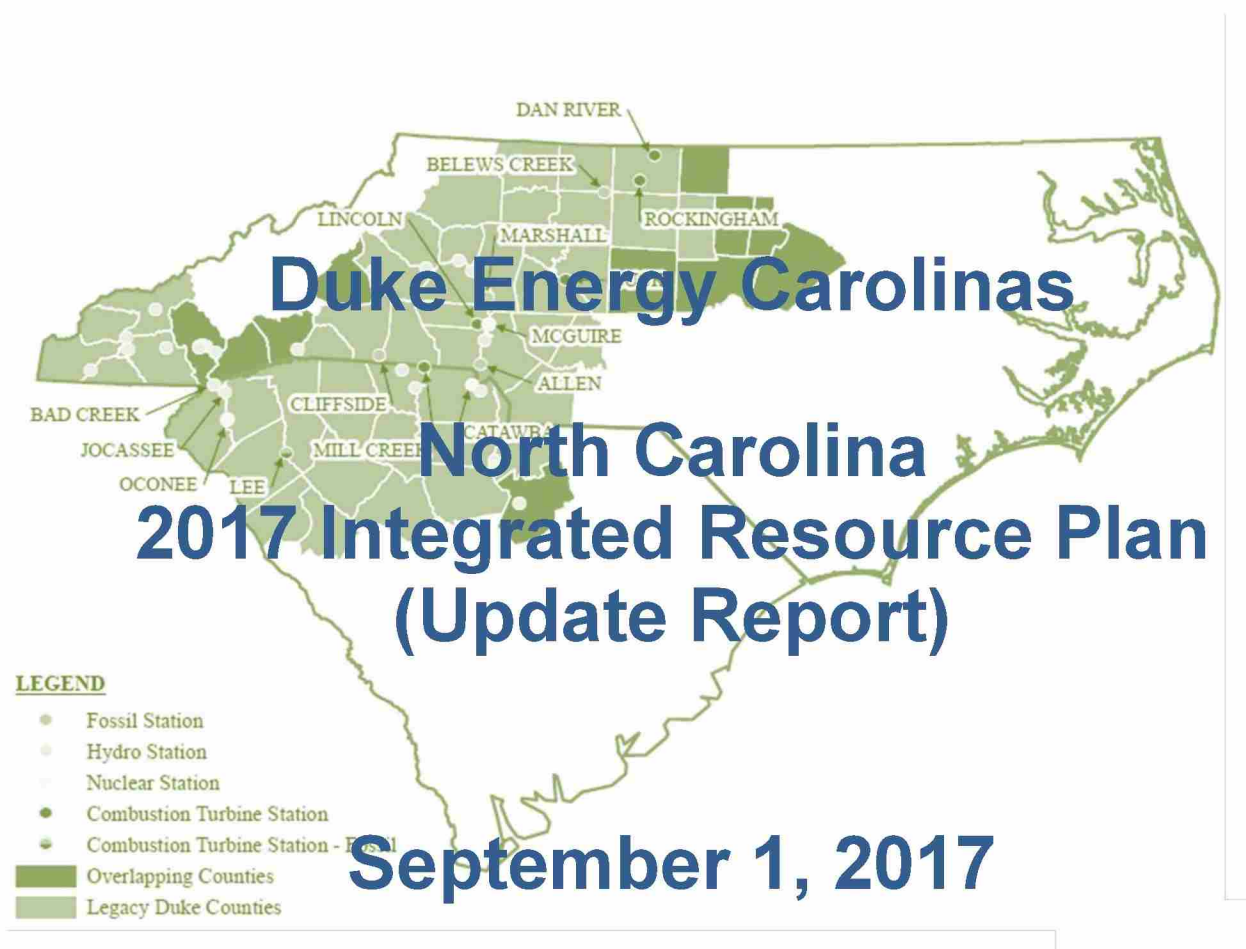 DAN RIVER
BELEWS CREEK
LINCOLN
ROCKINGHAM
MARSHALL
Duke Energy Carolinas
MCGUIRE
ALLEN
BAD CREEK
CLIFFSIDE
CATAWBA
JOCASSEE
MILL CREEK
North Carolina
OCONEE
LEE
2017 Integrated Resource Plan
(Update Report)
LEGEND
Fossil Station
Hydro Station
Nuclear Station
Combustion Turbine Station
Combustion Turbine Station - Fossil
September 1, 2017
Overlapping Counties
Legacy Duke Counties